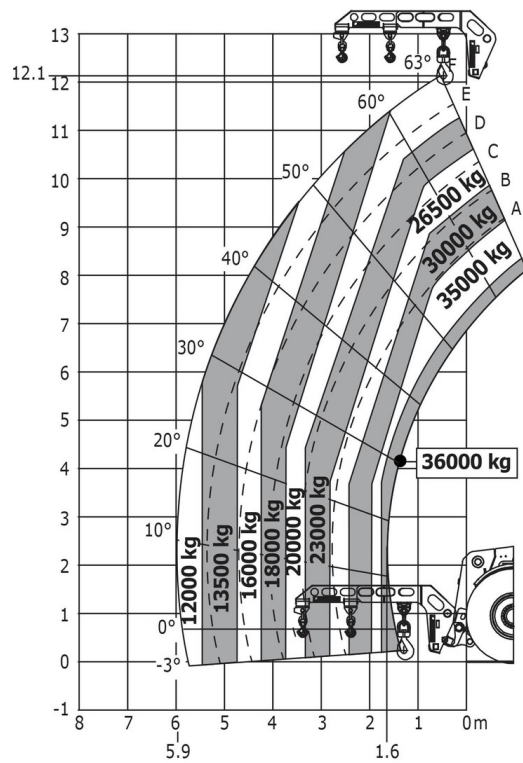 13
12.1
12
11
10
9
8
7
6
5
4
3
2
1
0
-1
63°
F
E
D
C
B
A
60°
50°
40°
30°
20°
10°
0°
-3°
26500 kg
30000 kg
35000 kg
36000 kg
12000 kg
13500 kg
16000 kg
18000 kg
20000 kg
23000 kg
8 7 6 5 4 3 2 1 0 m
5.9 1.6